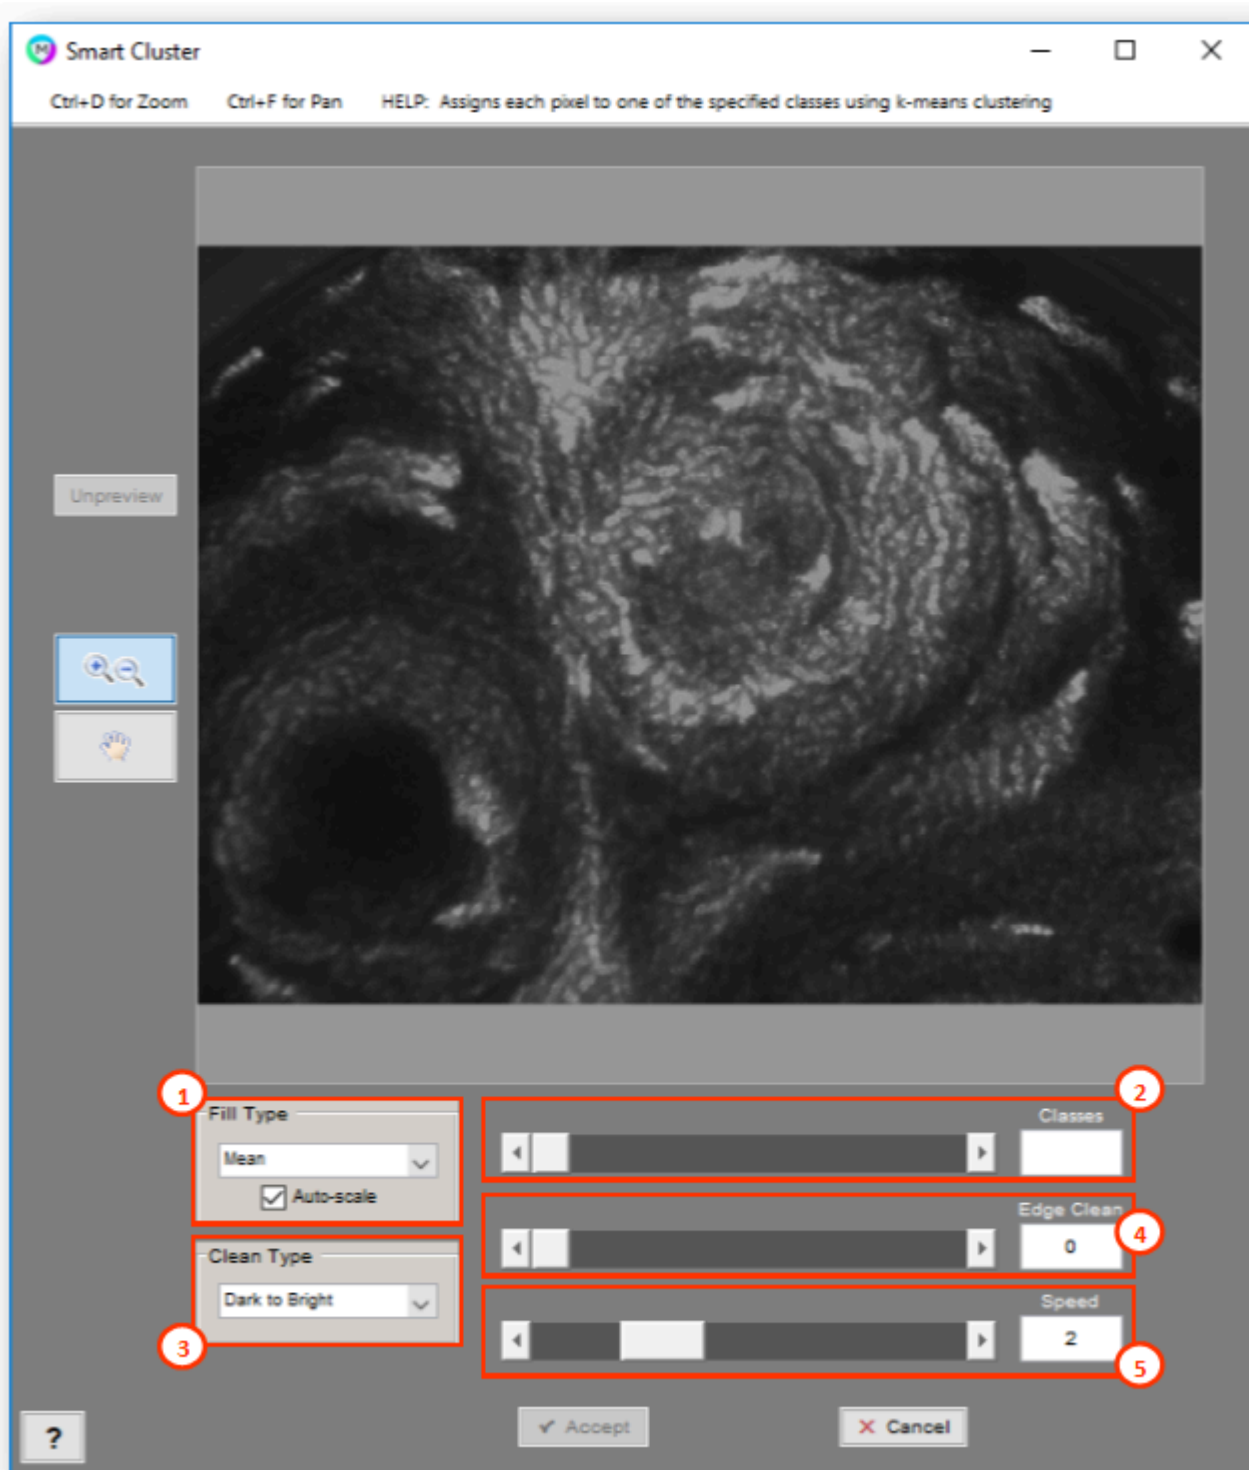 Smart Cluster
Ctrl+D for Zoom Ctrl+F for Pan HELP: Assigns each pixel to one of the specified classes using k-means clustering
Unpreview
1
Fill Type
Mean
Auto-scale
2
Classes
3
Clean Type
Dark to Bright
4
Edge Clean
0
5
Speed
2
?
Accept
Cancel